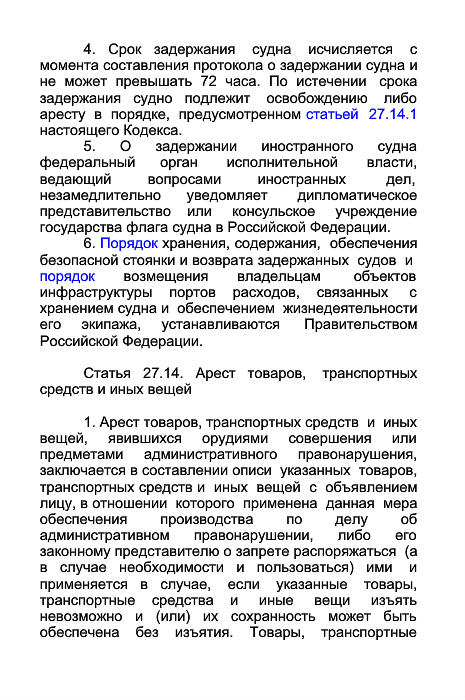 4. Срок задержания судна исчисляется с
момента составления протокола о задержании судна и
не может превышать 72 часа. По истечении срока
задержания судно подлежит освобождению либо
аресту в порядке, предусмотренном статьей 27.14.1
настоящего Кодекса.
5. О задержании иностранного судна
федеральный орган исполнительной власти,
ведающий вопросами иностранных дел,
незамедлительно уведомляет дипломатическое
представительство или консульское учреждение
государства флага судна в Российской Федерации.
6. Порядок хранения, содержания, обеспечения
безопасной стоянки и возврата задержанных судов и
порядок возмещения владельцам объектов
инфраструктуры портов расходов, связанных с
хранением судна и обеспечением жизнедеятельности
его экипажа, устанавливаются Правительством
Российской Федерации.
Статья 27.14. Арест товаров, транспортных
средств и иных вещей
1. Арест товаров, транспортных средств и иных
вещей, явившихся орудиями совершения или
предметами административного правонарушения,
заключается в составлении описи указанных товаров,
транспортных средств и иных вещей с объявлением
лицу, в отношении которого применена данная мера
обеспечения производства по делу об
административном правонарушении, либо его
законному представителю о запрете распоряжаться (а
в случае необходимости и пользоваться) ими и
применяется в случае, если указанные товары,
транспортные средства и иные вещи изъять
невозможно и (или) их сохранность может быть
обеспечена без изъятия. Товары, транспортные